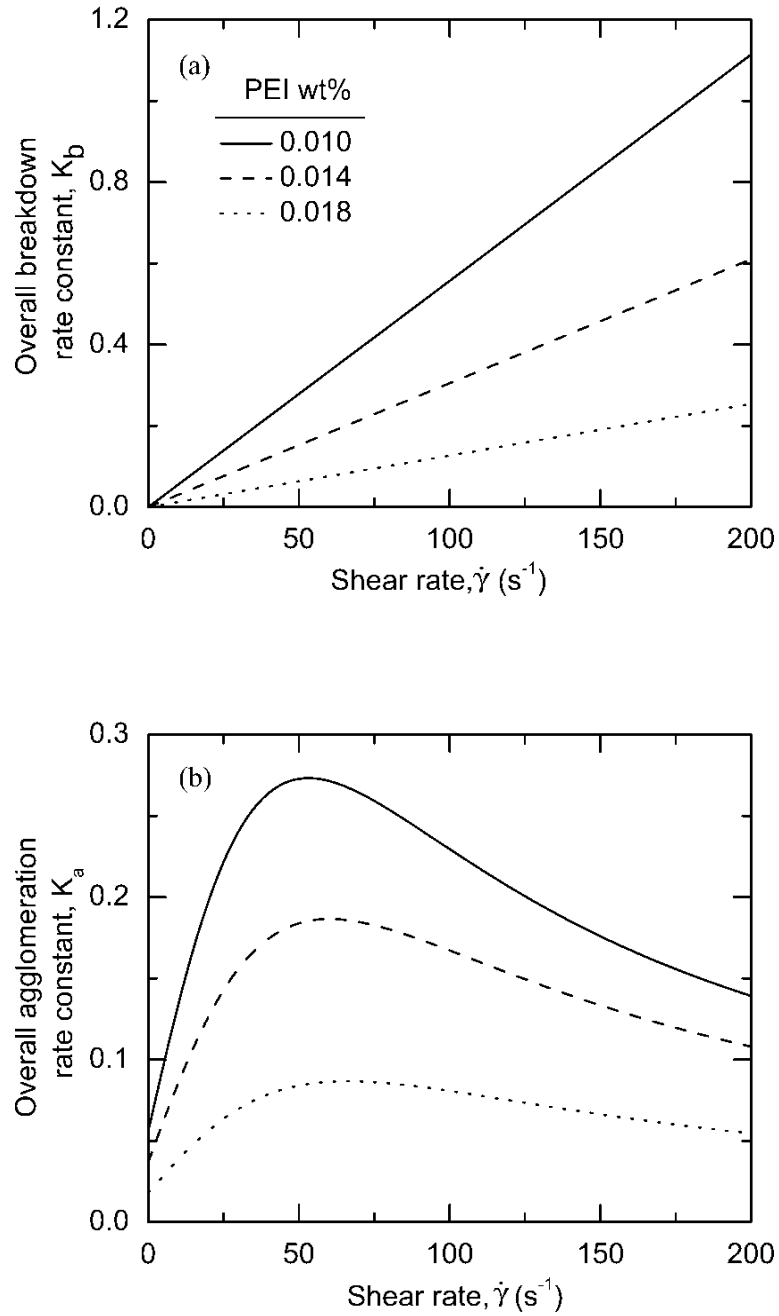 1.2
(a)
PEI wt%
0.010
0.014
0.018
0.8
0.4
0.0
Overall breakdown
rate constant, K_b
0 50 100 150 200
Shear rate, γ̇ (s⁻¹)
0.3
(b)
0.2
0.1
0.0
Overall agglomeration
rate constant, Kₐ
0 50 100 150 200
Shear rate, γ̇ (s⁻¹)